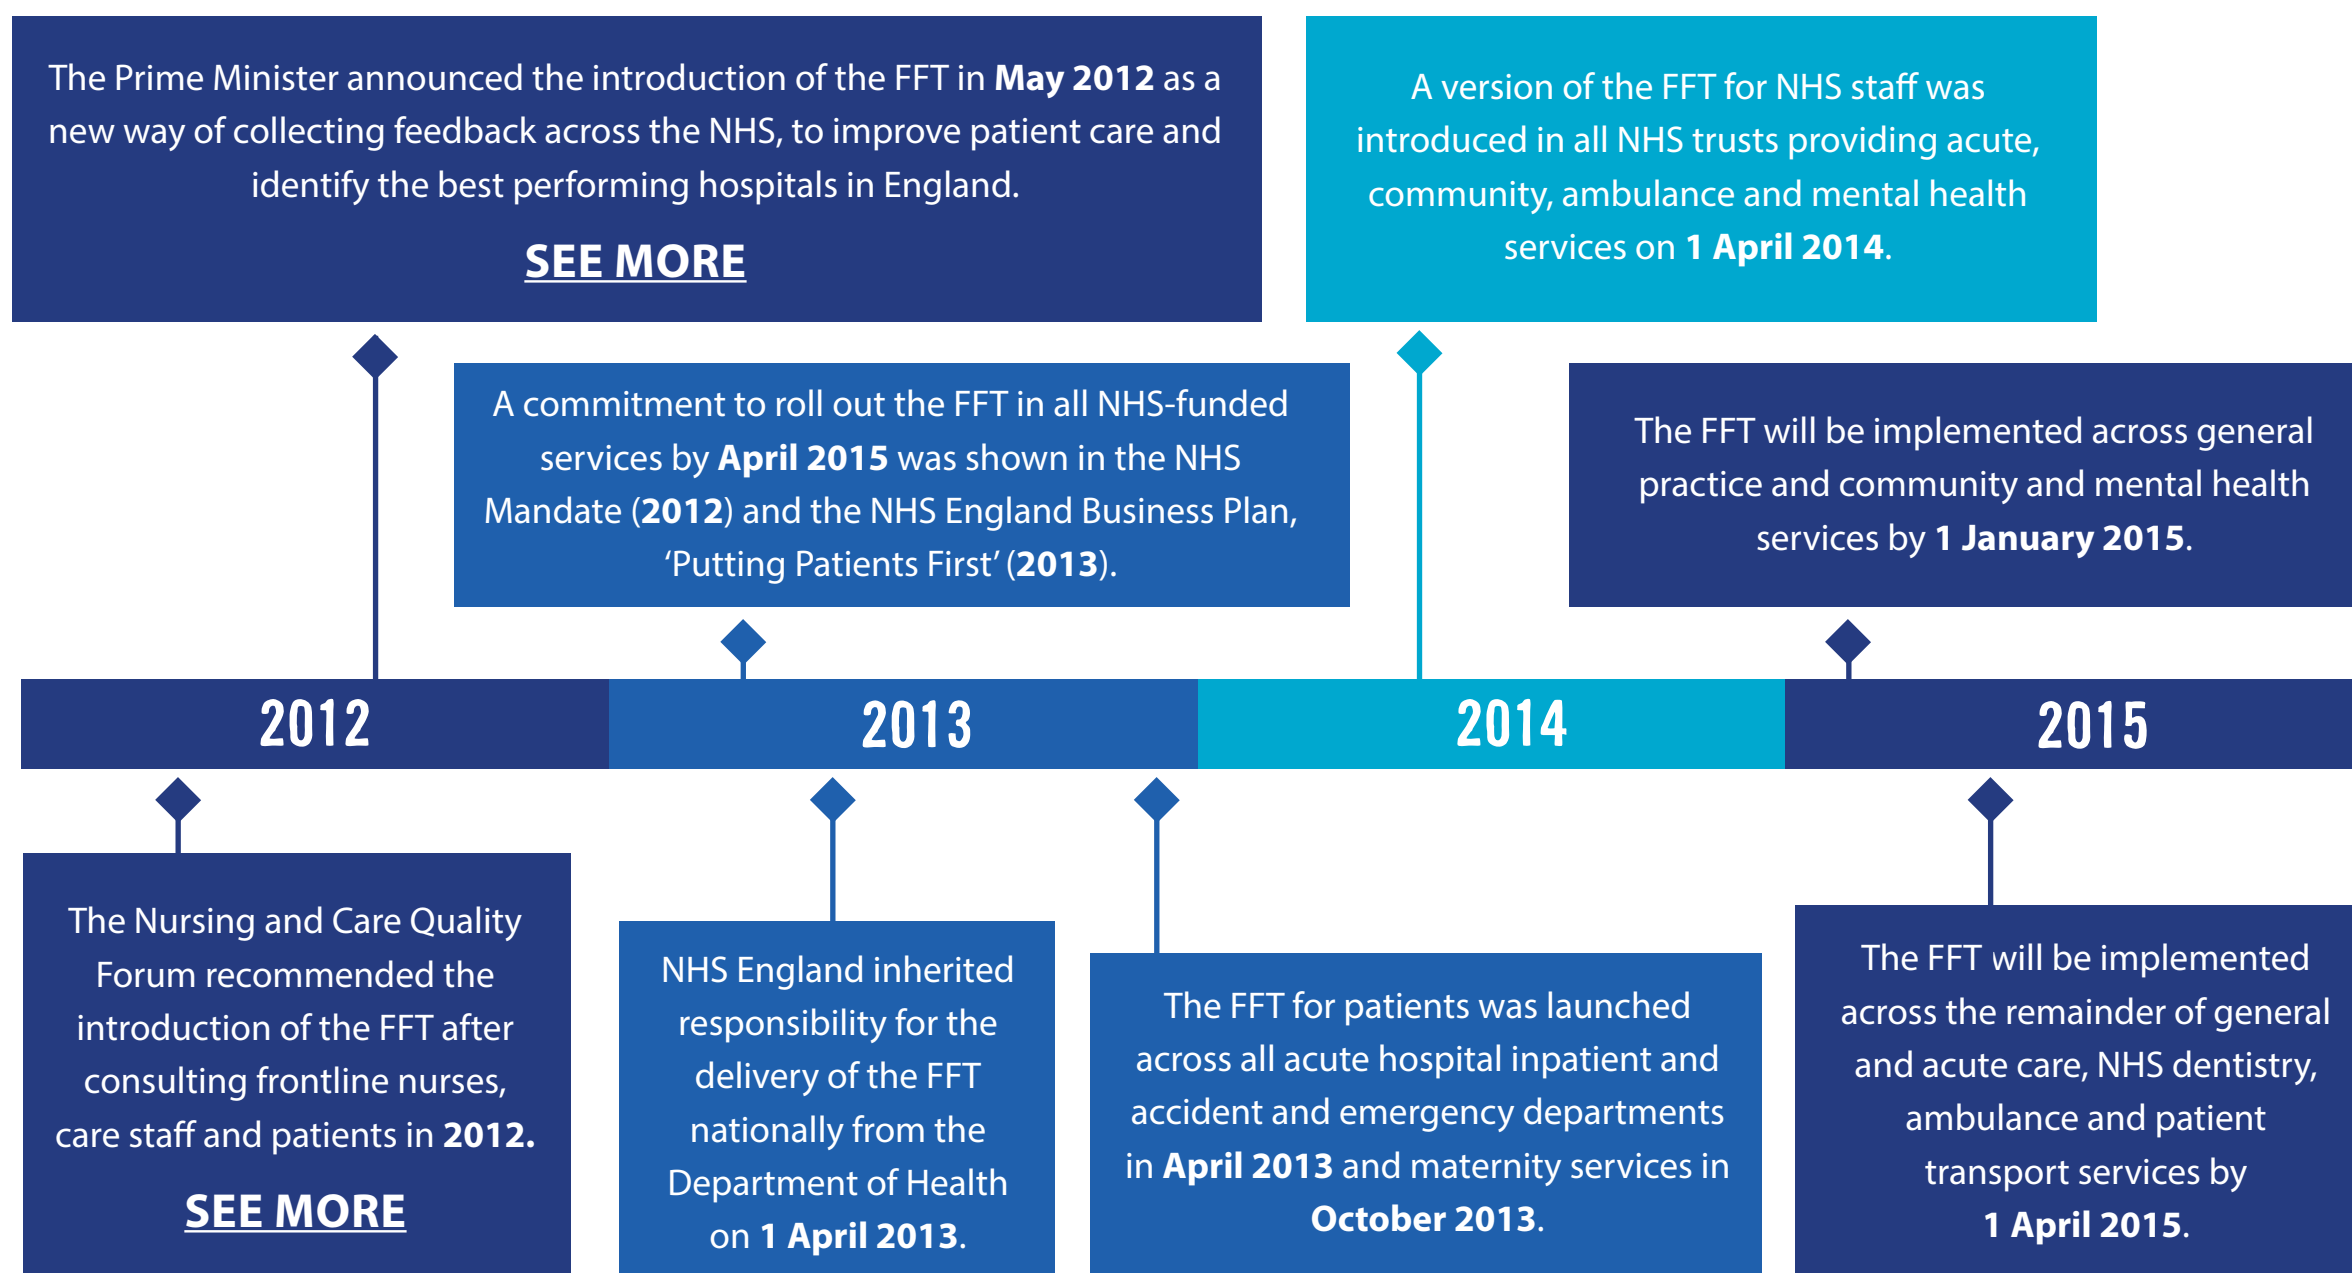 The Prime Minister announced the introduction of the FFT in May 2012 as a
new way of collecting feedback across the NHS, to improve patient care and
identify the best performing hospitals in England.
SEE MORE
A version of the FFT for NHS staff was
introduced in all NHS trusts providing acute,
community, ambulance and mental health
services on 1 April 2014.
A commitment to roll out the FFT in all NHS-funded
services by April 2015 was shown in the NHS
Mandate (2012) and the NHS England Business Plan,
‘Putting Patients First’ (2013).
The FFT will be implemented across general
practice and community and mental health
services by 1 January 2015.
2012
2013
2014
2015
The Nursing and Care Quality
Forum recommended the
introduction of the FFT after
consulting frontline nurses,
care staff and patients in 2012.
SEE MORE
NHS England inherited
responsibility for the
delivery of the FFT
nationally from the
Department of Health
on 1 April 2013.
The FFT for patients was launched
across all acute hospital inpatient and
accident and emergency departments
in April 2013 and maternity services in
October 2013.
The FFT will be implemented
across the remainder of general
and acute care, NHS dentistry,
ambulance and patient
transport services by
1 April 2015.